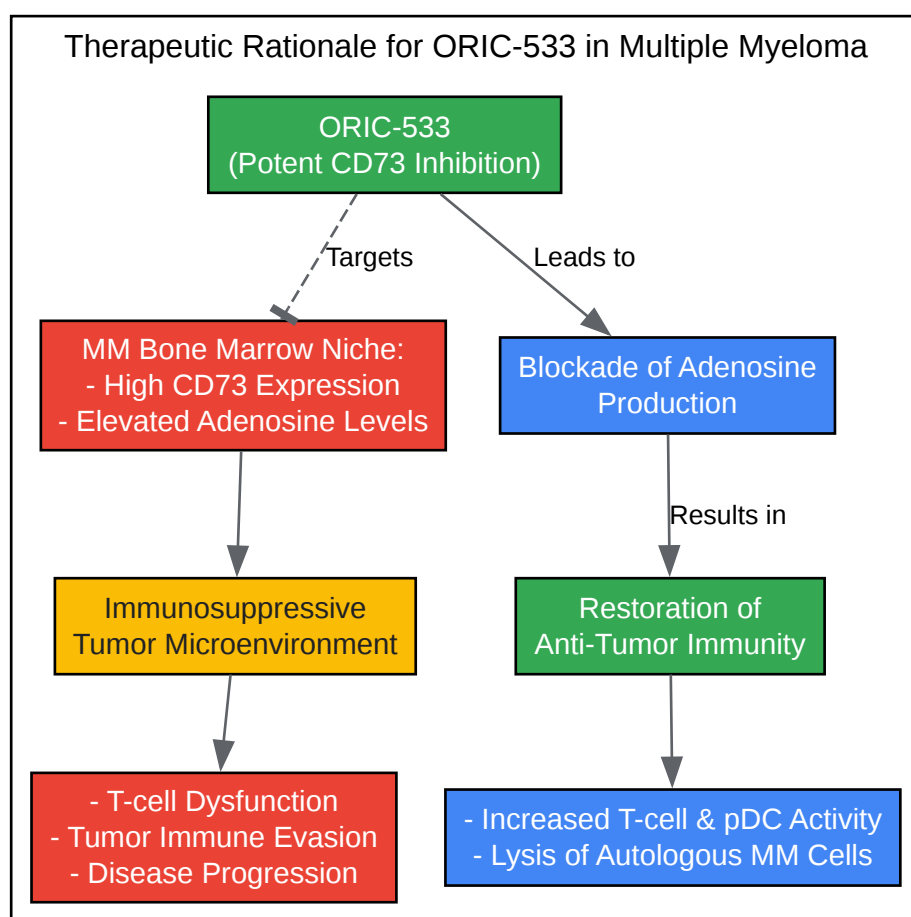 Therapeutic Rationale for ORIC-533 in Multiple Myeloma
ORIC-533
(Potent CD73 Inhibition)
Targets
Leads to
MM Bone Marrow Niche:
- High CD73 Expression
- Elevated Adenosine Levels
Blockade of Adenosine
Production
Results in
Immunosuppressive
Tumor Microenvironment
Restoration of
Anti-Tumor Immunity
- T-cell Dysfunction
- Tumor Immune Evasion
- Disease Progression
- Increased T-cell & pDC Activity
- Lysis of Autologous MM Cells